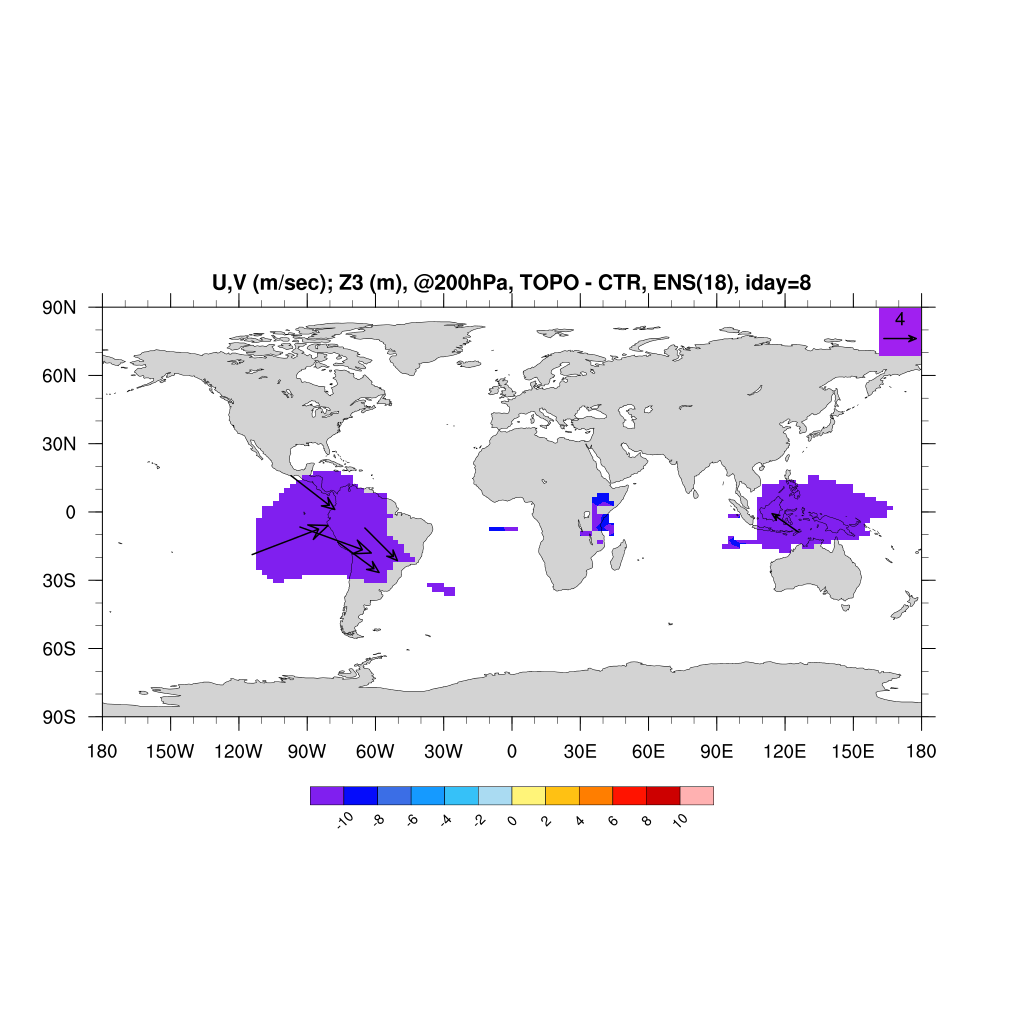 U,V (m/sec); Z3 (m), @200hPa, TOPO - CTR, ENS(18), iday=8
4
90N
60N
30N
0
30S
60S
90S
180 150W 120W 90W 60W 30W 0 30E 60E 90E 120E 150E 180
-10 -8 -6 -4 -2 0 2 4 6 8 10